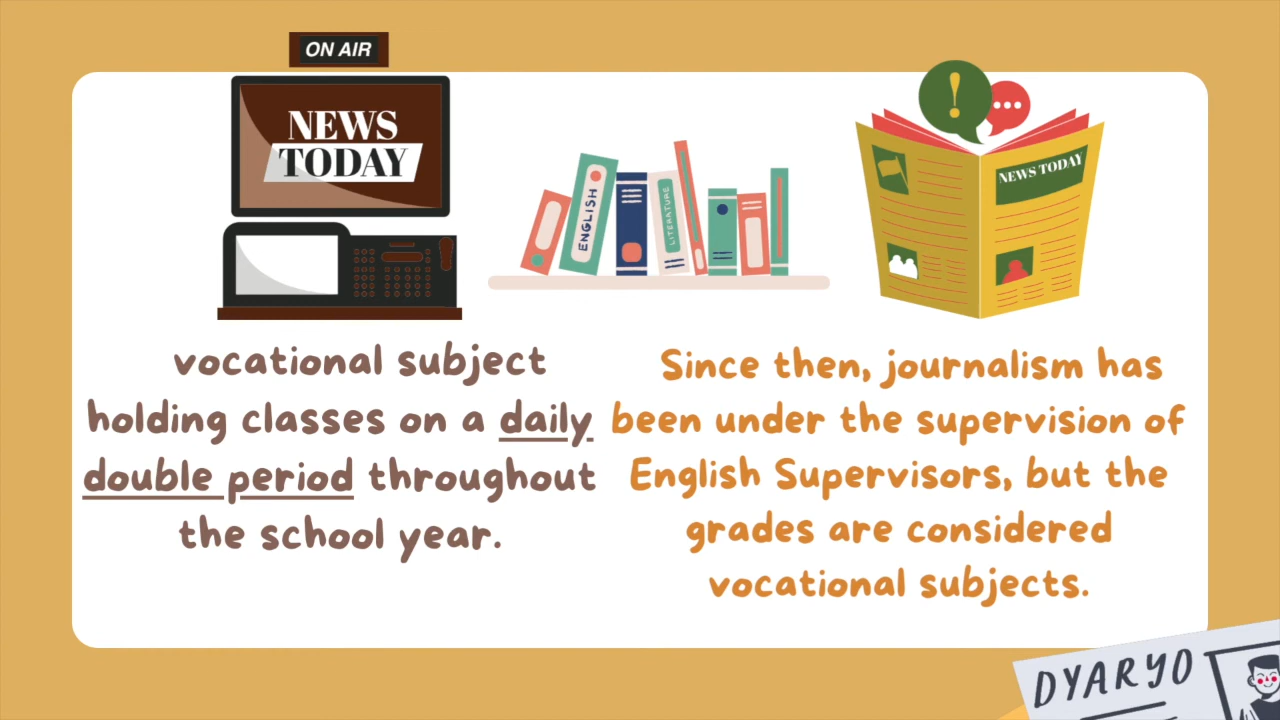 ON AIR
NEWS
TODAY
ENGLISH
LITERATURE
NEWS TODAY
vocational subject
holding classes on a daily
double period throughout
the school year.
Since then, journalism has
been under the supervision of
English Supervisors, but the
grades are considered
vocational subjects.
DYARYO